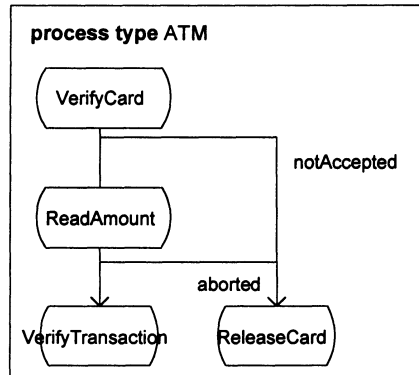 process type ATM
VerifyCard
notAccepted
ReadAmount
aborted
VerifyTransaction
ReleaseCard